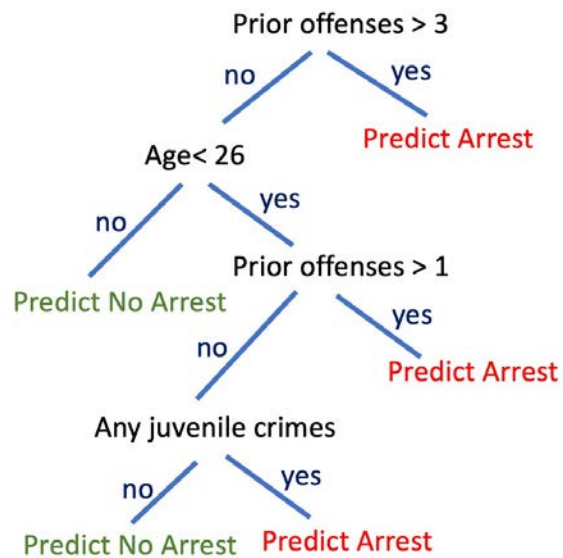 Prior offenses > 3
no
yes
Age< 26
Predict Arrest
no
yes
Predict No Arrest
Prior offenses > 1
no
yes
Predict Arrest
Any juvenile crimes
no
yes
Predict No Arrest
Predict Arrest